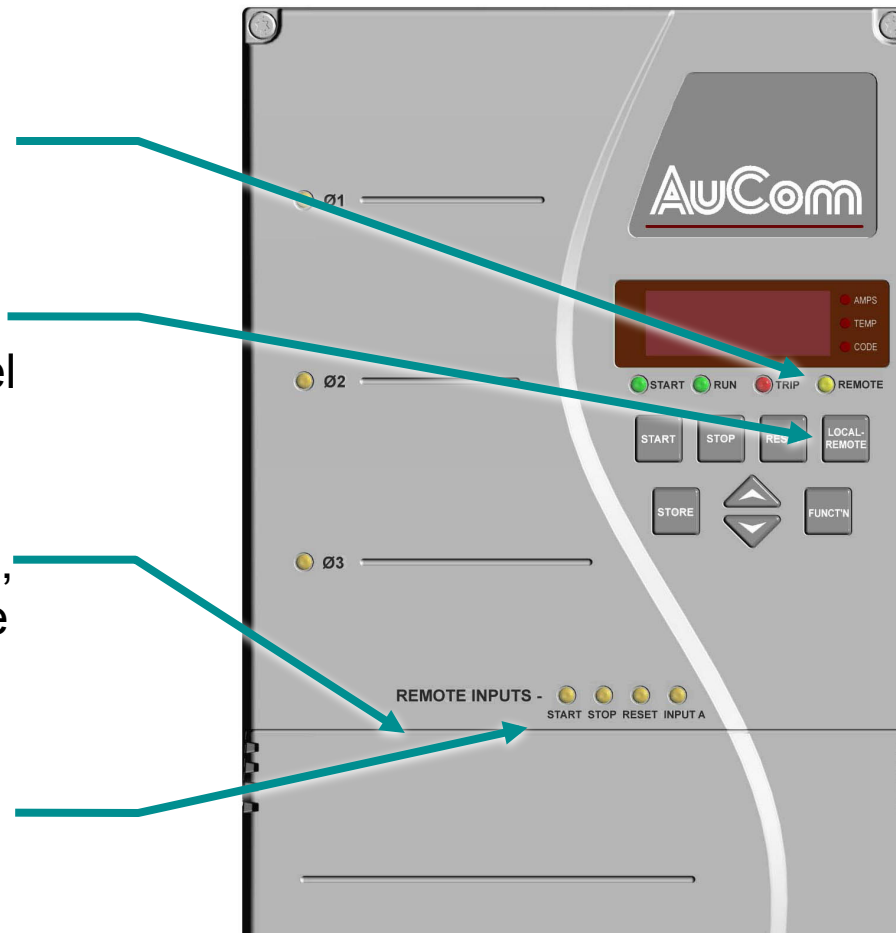 el
,
e
AuCom
Ø1
AMPS
TEMP
CODE
Ø2
START RUN TRIP REMOTE
START STOP LOCAL-
REMOTE
STORE FUNCT'N
Ø3
REMOTE INPUTS -
START STOP RESET INPUT A